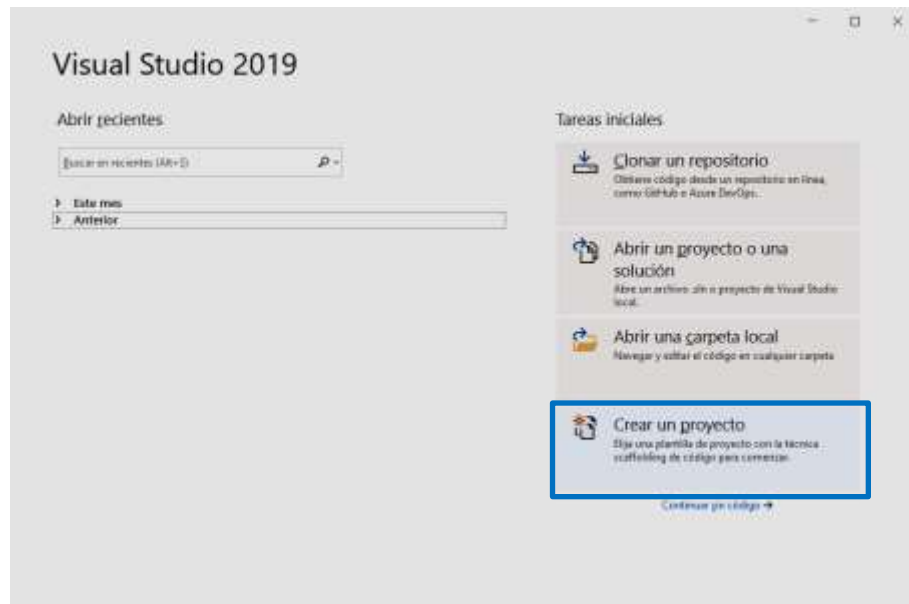 Visual Studio 2019
Abrir recientes
Buscar en recientes (Alt+S)
Este mes
Anterior
Tareas iniciales
Clonar un repositorio
Obtiene código desde un repositorio en línea,
como GitHub o Azure DevOps.
Abrir un proyecto o una
solución
Abre un archivo .sln o proyecto de Visual Studio
local.
Abrir una carpeta local
Navegar y editar el código en cualquier carpeta
Crear un proyecto
Elija una plantilla de proyecto con la técnica
scaffolding de código para comenzar.
Continuar sin código →